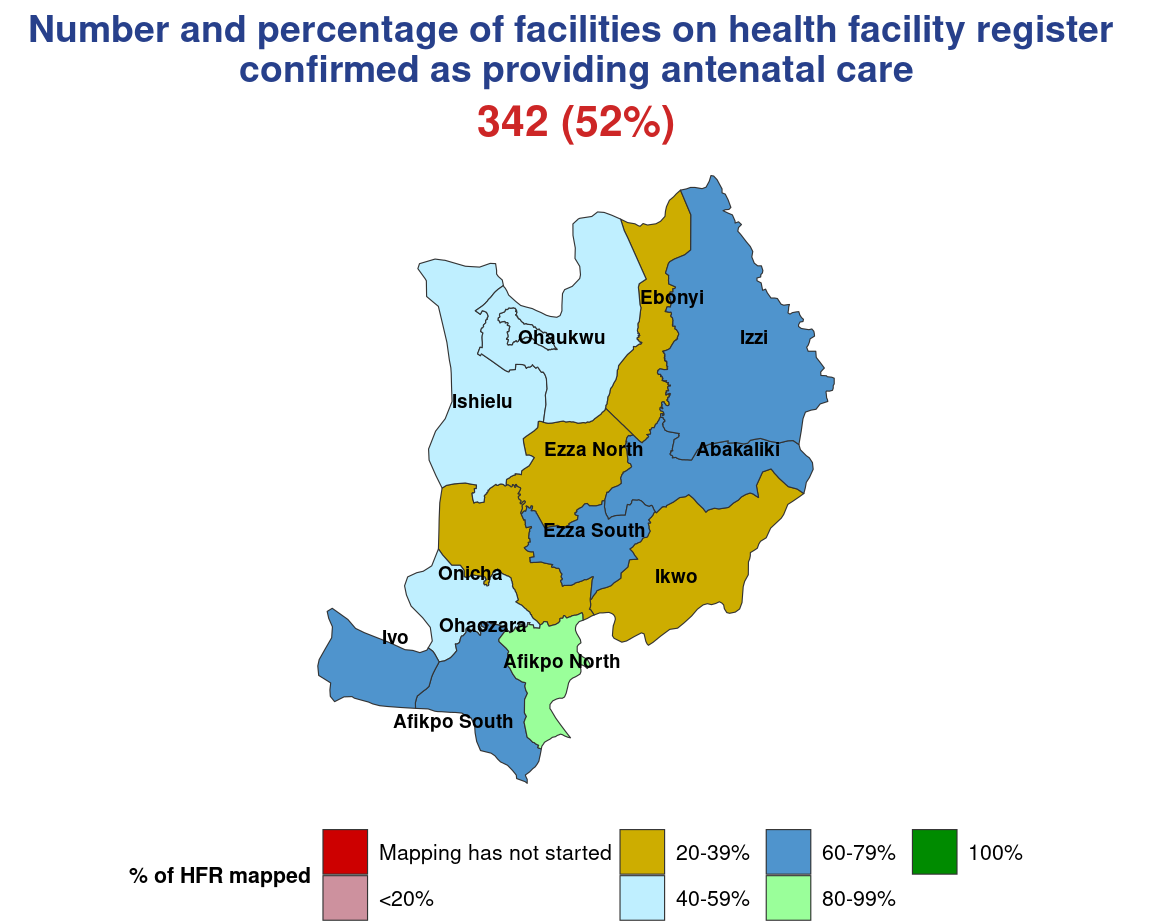 Number and percentage of facilities on health facility register
confirmed as providing antenatal care
342 (52%)
Ebonyi
Ohaukwu
Izzi
Ishielu
Ezza North
Abakaliki
Ezza South
Onicha
Ikwo
Ohaozara
Ivo
Afikpo North
Afikpo South
% of HFR mapped
Mapping has not started
<20%
20-39%
40-59%
60-79%
80-99%
100%